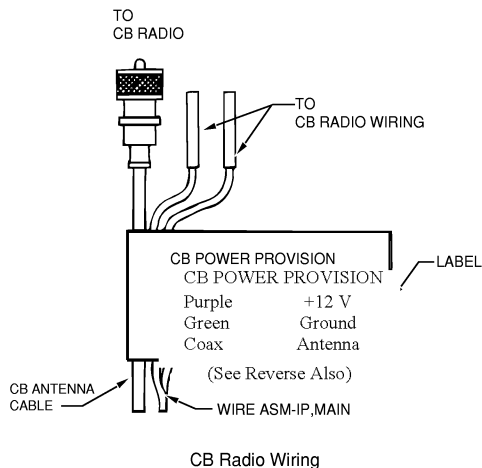 TO
CB RADIO
TO
CB RADIO WIRING
CB POWER PROVISION
CB POWER PROVISION
LABEL
Purple +12 V
Green Ground
Coax Antenna
(See Reverse Also)
CB ANTENNA
CABLE
WIRE ASM-IP,MAIN
CB Radio Wiring